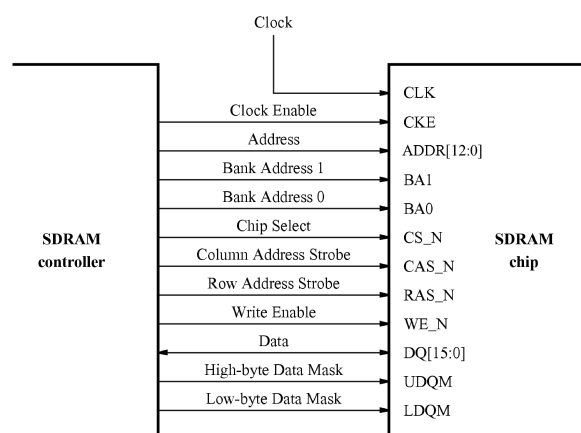 Clock
CLK
Clock Enable
CKE
Address
ADDR[12:0]
Bank Address 1
BA1
Bank Address 0
BA0
Chip Select
CS_N
SDRAM
controller
SDRAM
chip
Column Address Strobe
CAS_N
Row Address Strobe
RAS_N
Write Enable
WE_N
Data
DQ[15:0]
High-byte Data Mask
UDQM
Low-byte Data Mask
LDQM